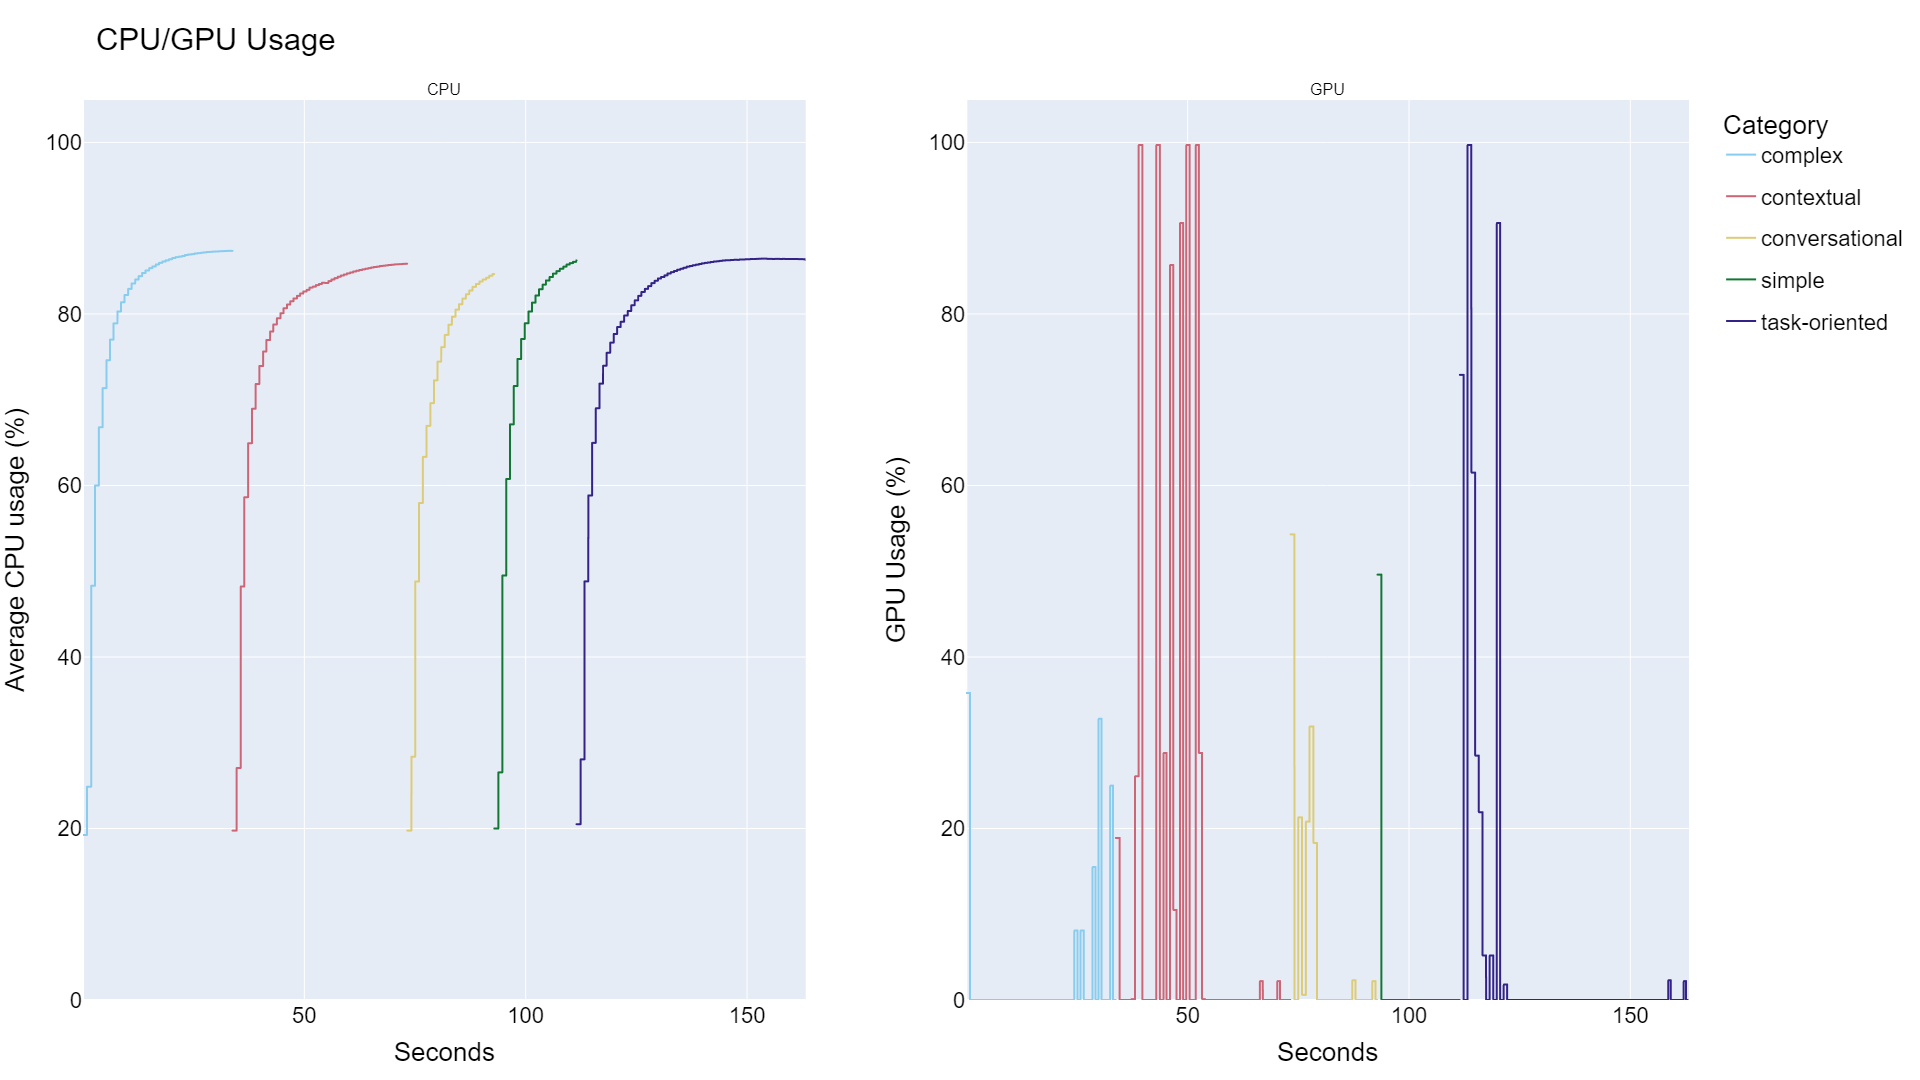 CPU/GPU Usage
CPU
GPU
Average CPU usage (%)
100
80
60
40
20
0
50
100
150
Seconds
GPU Usage (%)
100
80
60
40
20
0
50
100
150
Seconds
Category
complex
contextual
conversational
simple
task-oriented